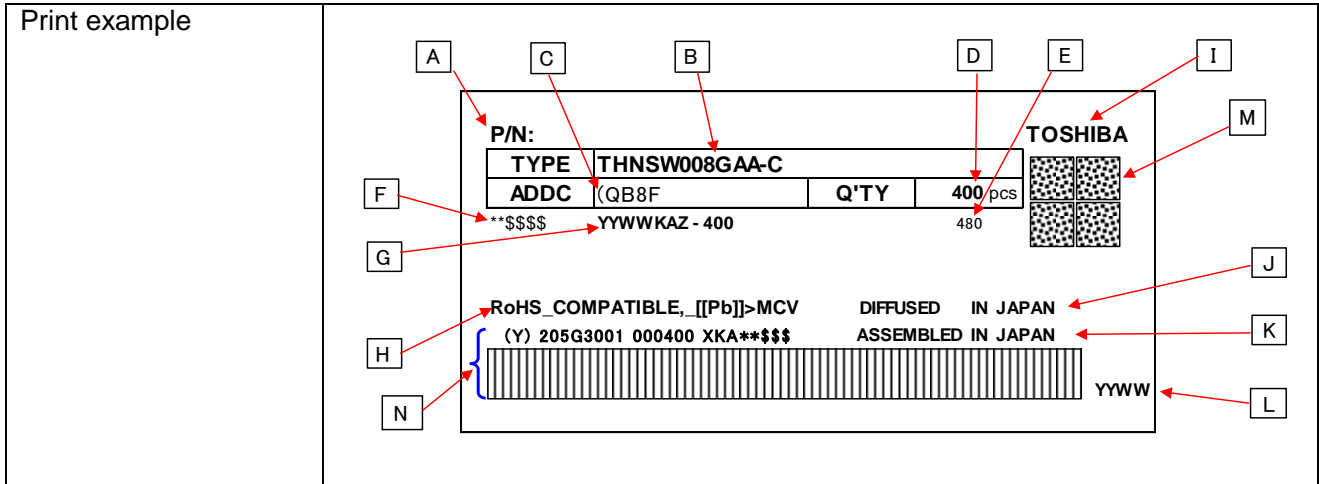 Print example
A
C
B
D
E
I
M
P/N:
TOSHIBA
TYPE THNSW008GAA-C
ADDC (QB8F Q'TY 400 pcs
F
**$$$$ YYWWKAZ - 400 480
G
J
RoHS_COMPATIBLE,_[[Pb]]>MCV DIFFUSED IN JAPAN
(Y) 205G3001 000400 XKA**$$$ ASSEMBLED IN JAPAN
K
H
YYWW
N
L